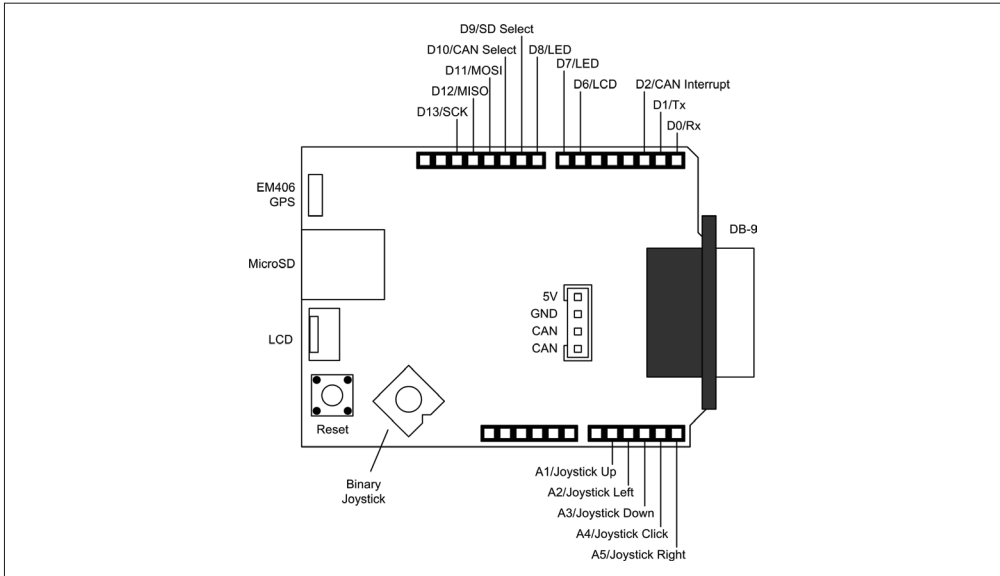 D9/SD Select
D10/CAN Select
D8/LED
D11/MOSI
D7/LED
D12/MISO
D6/LCD
D2/CAN Interrupt
D13/SCK
D1/Tx
D0/Rx
EM406
GPS
DB-9
MicroSD
5V
GND
CAN
CAN
LCD
Reset
Binary
Joystick
A1/Joystick Up
A2/Joystick Left
A3/Joystick Down
A4/Joystick Click
A5/Joystick Right